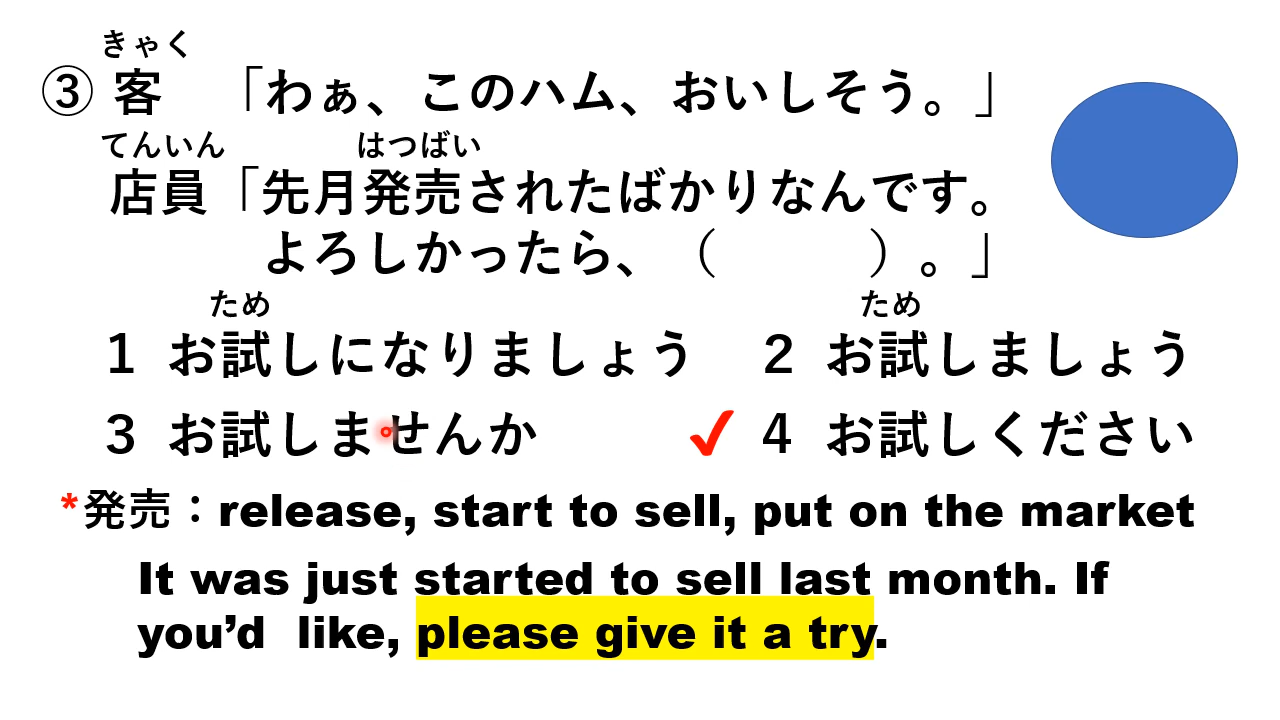 きゃく
③ 客 「わぁ、このハム、おいしそう。」
てんいん はつばい
店員「先月発売されたばかりなんです。
よろしかったら、（　　　）。」
ため ため
1 お試しになりましょう 2 お試しましょう
3 お試しませんか ✓ 4 お試しください
*発売：release, start to sell, put on the market
It was just started to sell last month. If
you’d like, please give it a try.